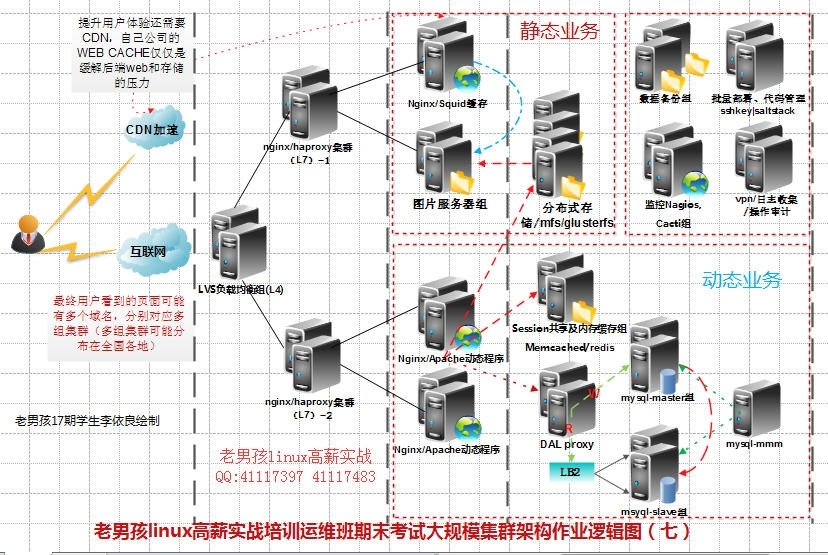 提升用户体验还需要
CDN，自己公司的
WEB CACHE仅仅是
缓解后端web和存储
的压力
CDN加速
互联网
最终用户看到的页面可能
有多个域名，分别对应多
组集群（多组集群可能分
布在全国各地）
老男孩17期学生李依良绘制
nginx/haproxy集群
（L7）-1
LVS负载均衡组(L4)
nginx/haproxy集群
（L7）-2
老男孩linux高薪实战
QQ:41117397 41117483
静态业务
Nginx/Squid缓存
图片服务器组
分布式存
储/mfs/glusterfs
数据备份组
批量部署、代码管理
sshkey|saltstack
监控Nagios,
Cacti组
vpn/日志收集
/操作审计
动态业务
Nginx/Apache动态程序
Session共享及内存缓存组
Memcached/redis
Nginx/Apache动态程序
W
R
DAL proxy
LB2
mysql-master组
mysql-mmm
msyql-slave组
老男孩linux高薪实战培训运维班期末考试大规模集群架构作业逻辑图（七）